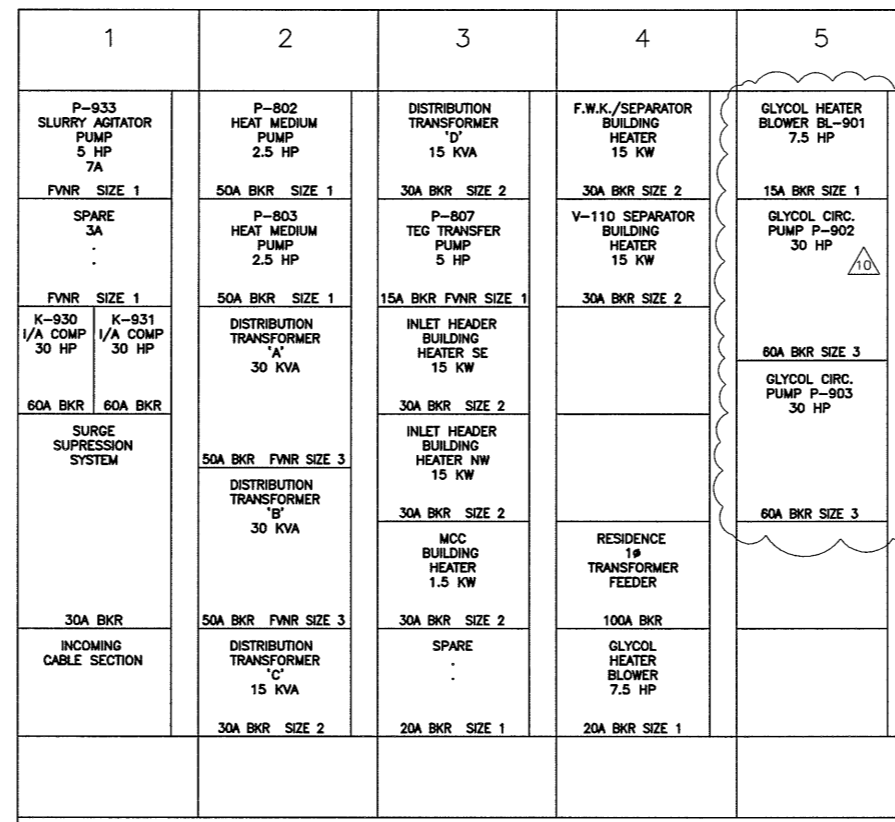 1
P-933
SLURRY AGITATOR
PUMP
5 HP
7A
FVNR SIZE 1
SPARE
3A
.
.
FVNR SIZE 1
K-930
I/A COMP
30 HP
60A BKR
K-931
I/A COMP
30 HP
60A BKR
SURGE
SUPRESSION
SYSTEM
30A BKR
INCOMING
CABLE SECTION
2
P-802
HEAT MEDIUM
PUMP
2.5 HP
50A BKR SIZE 1
P-803
HEAT MEDIUM
PUMP
2.5 HP
50A BKR SIZE 1
DISTRIBUTION
TRANSFORMER
'A'
30 KVA
50A BKR FVNR SIZE 3
DISTRIBUTION
TRANSFORMER
'B'
30 KVA
50A BKR FVNR SIZE 3
DISTRIBUTION
TRANSFORMER
'C'
15 KVA
30A BKR SIZE 2
3
DISTRIBUTION
TRANSFORMER
'D'
15 KVA
30A BKR SIZE 2
P-807
TEG TRANSFER
PUMP
5 HP
15A BKR FVNR SIZE 1
INLET HEADER
BUILDING
HEATER SE
15 KW
30A BKR SIZE 2
INLET HEADER
BUILDING
HEATER NW
15 KW
30A BKR SIZE 2
MCC
BUILDING
HEATER
1.5 KW
30A BKR SIZE 2
SPARE
.
.
20A BKR SIZE 1
4
F.W.K./SEPARATOR
BUILDING
HEATER
15 KW
30A BKR SIZE 2
V-110 SEPARATOR
BUILDING
HEATER
15 KW
30A BKR SIZE 2
RESIDENCE
1ø
TRANSFORMER
FEEDER
100A BKR
GLYCOL
HEATER
BLOWER
7.5 HP
20A BKR SIZE 1
5
GLYCOL HEATER
BLOWER BL-901
7.5 HP
15A BKR SIZE 1
GLYCOL CIRC.
PUMP P-902
30 HP
10
60A BKR SIZE 3
GLYCOL CIRC.
PUMP P-903
30 HP
60A BKR SIZE 3